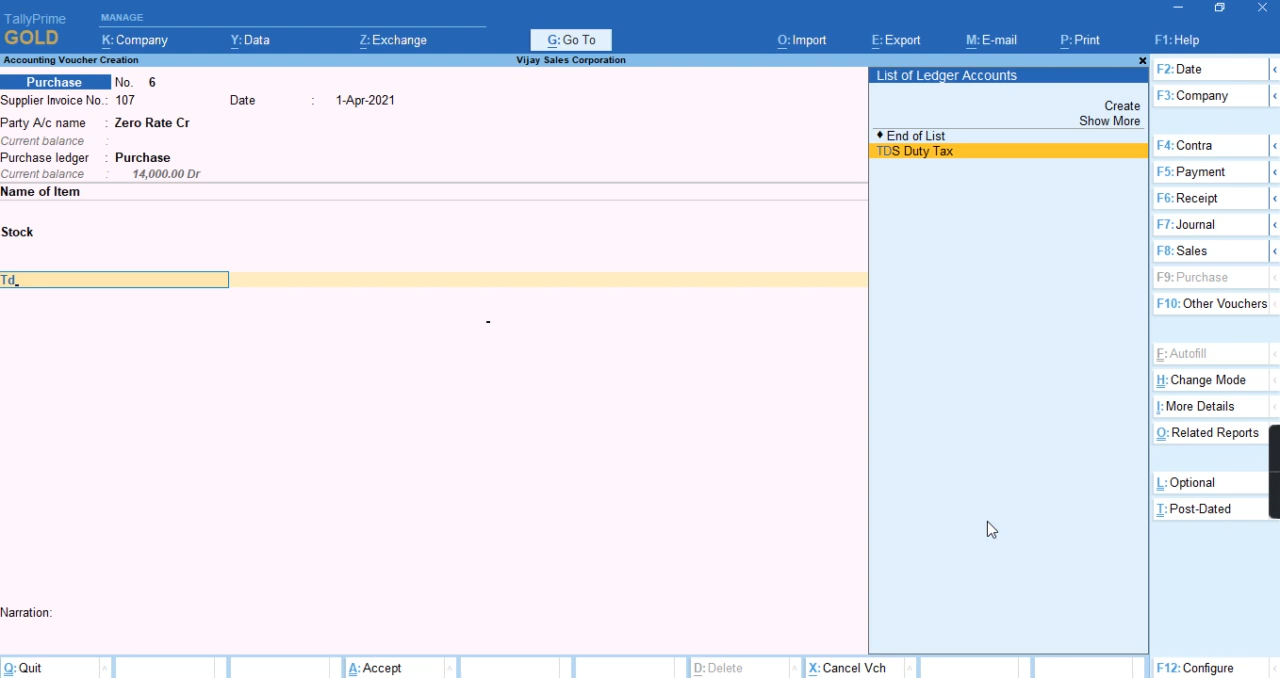 TallyPrime
GOLD
MANAGE
K: Company
Y: Data
Z: Exchange
G: Go To
O: Import
E: Export
M: E-mail
P: Print
F1: Help
Accounting Voucher Creation
Vijay Sales Corporation
Purchase No. 6
Supplier Invoice No.: 107 Date : 1-Apr-2021
Party A/c name : Zero Rate Cr
Current balance :
Purchase ledger : Purchase
Current balance : 14,000.00 Dr
Name of Item
Stock
Td
Narration:
List of Ledger Accounts
Create
Show More
♦ End of List
TDS Duty Tax
F2: Date
F3: Company
F4: Contra
F5: Payment
F6: Receipt
F7: Journal
F8: Sales
F9: Purchase
F10: Other Vouchers
F: Autofill
H: Change Mode
I: More Details
O: Related Reports
L: Optional
T: Post-Dated
Q: Quit
A: Accept
D: Delete
X: Cancel Vch
F12: Configure